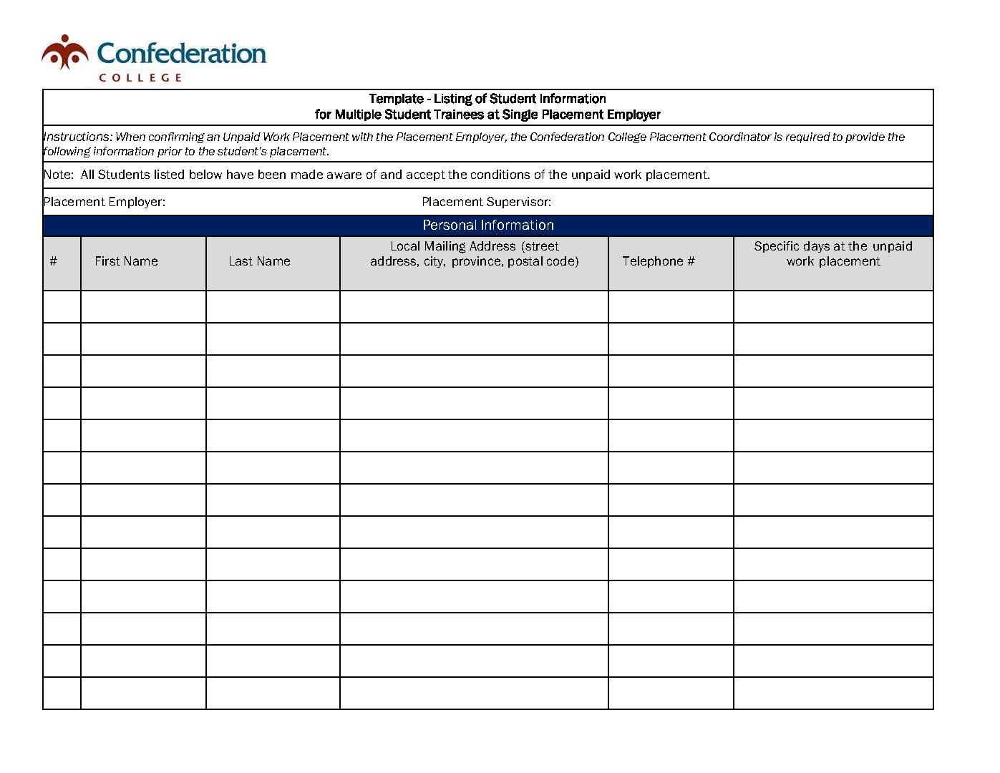 Confederation
COLLEGE
Template - Listing of Student Information
for Multiple Student Trainees at Single Placement Employer
Instructions: When confirming an Unpaid Work Placement with the Placement Employer, the Confederation College Placement Coordinator is required to provide the
following information prior to the student's placement.
Note: All Students listed below have been made aware of and accept the conditions of the unpaid work placement.
Placement Employer: Placement Supervisor:
Personal Information
# First Name Last Name
Local Mailing Address (street
address, city, province, postal code)
Telephone #
Specific days at the unpaid
work placement